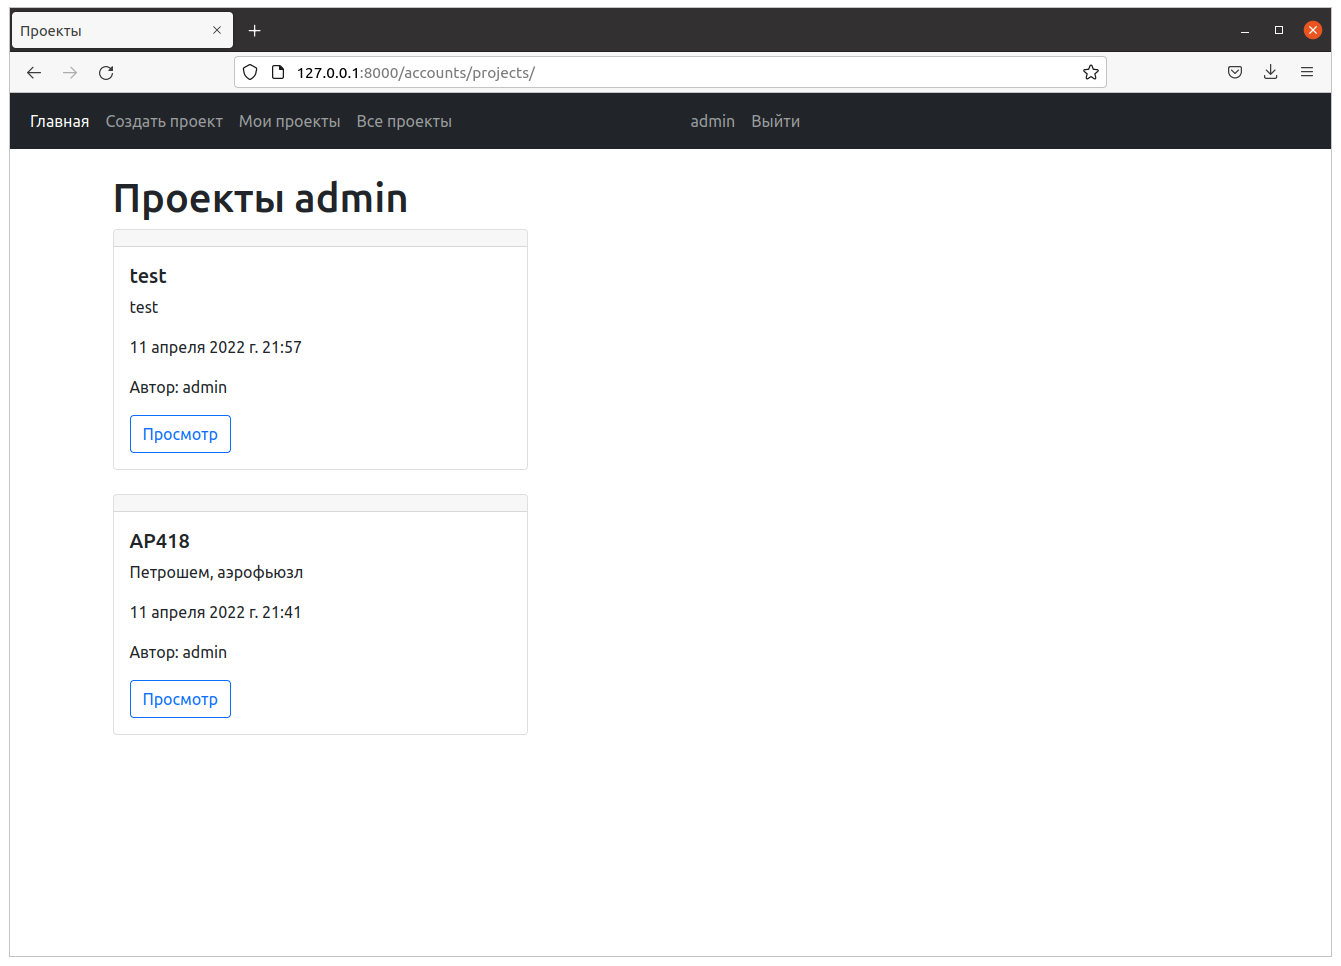 Проекты
127.0.0.1:8000/accounts/projects/
Главная Создать проект Мои проекты Все проекты admin Выйти
Проекты admin
test
test
11 апреля 2022 г. 21:57
Автор: admin
Просмотр
AP418
Петрошем, аэрофьюзл
11 апреля 2022 г. 21:41
Автор: admin
Просмотр